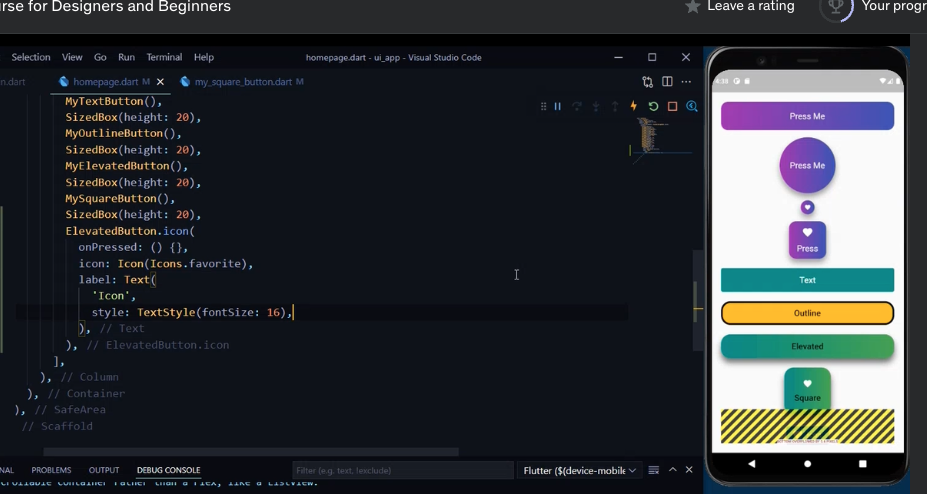 urse for Designers and Beginners
Leave a rating
Your progr
Selection View Go Run Terminal Help
homepage.dart - ui_app - Visual Studio Code
n.dart
homepage.dart M
my_square_button.dart M
MyTextButton(),
SizedBox(height: 20),
MyOutlineButton(),
SizedBox(height: 20),
MyElevatedButton(),
SizedBox(height: 20),
MySquareButton(),
SizedBox(height: 20),
ElevatedButton.icon(
onPressed: () {},
icon: Icon(Icons.favorite),
label: Text(
'Icon',
style: TextStyle(fontSize: 16),
), // Text
), // ElevatedButton.icon
],
), // Column
), // Container
), // SafeArea
// Scaffold
NAL PROBLEMS OUTPUT DEBUG CONSOLE
Filter (e.g. text, !exclude)
Flutter ($(device-mobile
scrollable container rather than a Flex, like a ListView.
Press Me
Press Me
Press
Text
Outline
Elevated
Square